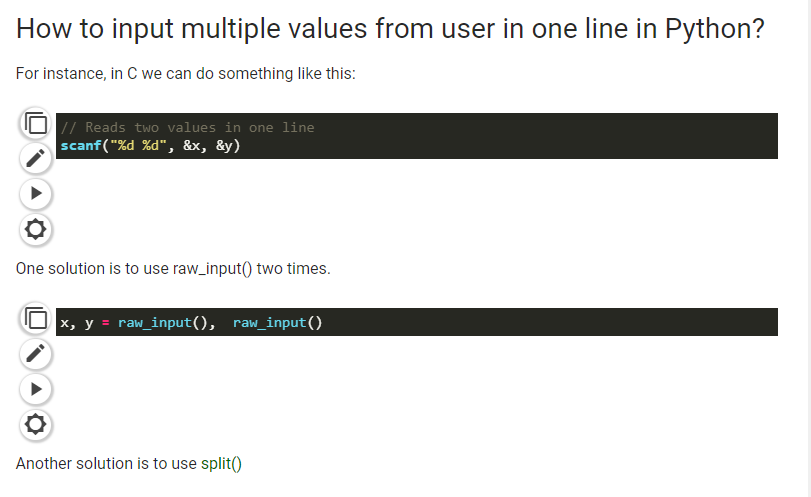 How to input multiple values from user in one line in Python?
For instance, in C we can do something like this:
// Reads two values in one line
scanf("%d %d", &x, &y)
One solution is to use raw_input() two times.
x, y = raw_input(),  raw_input()
Another solution is to use split()